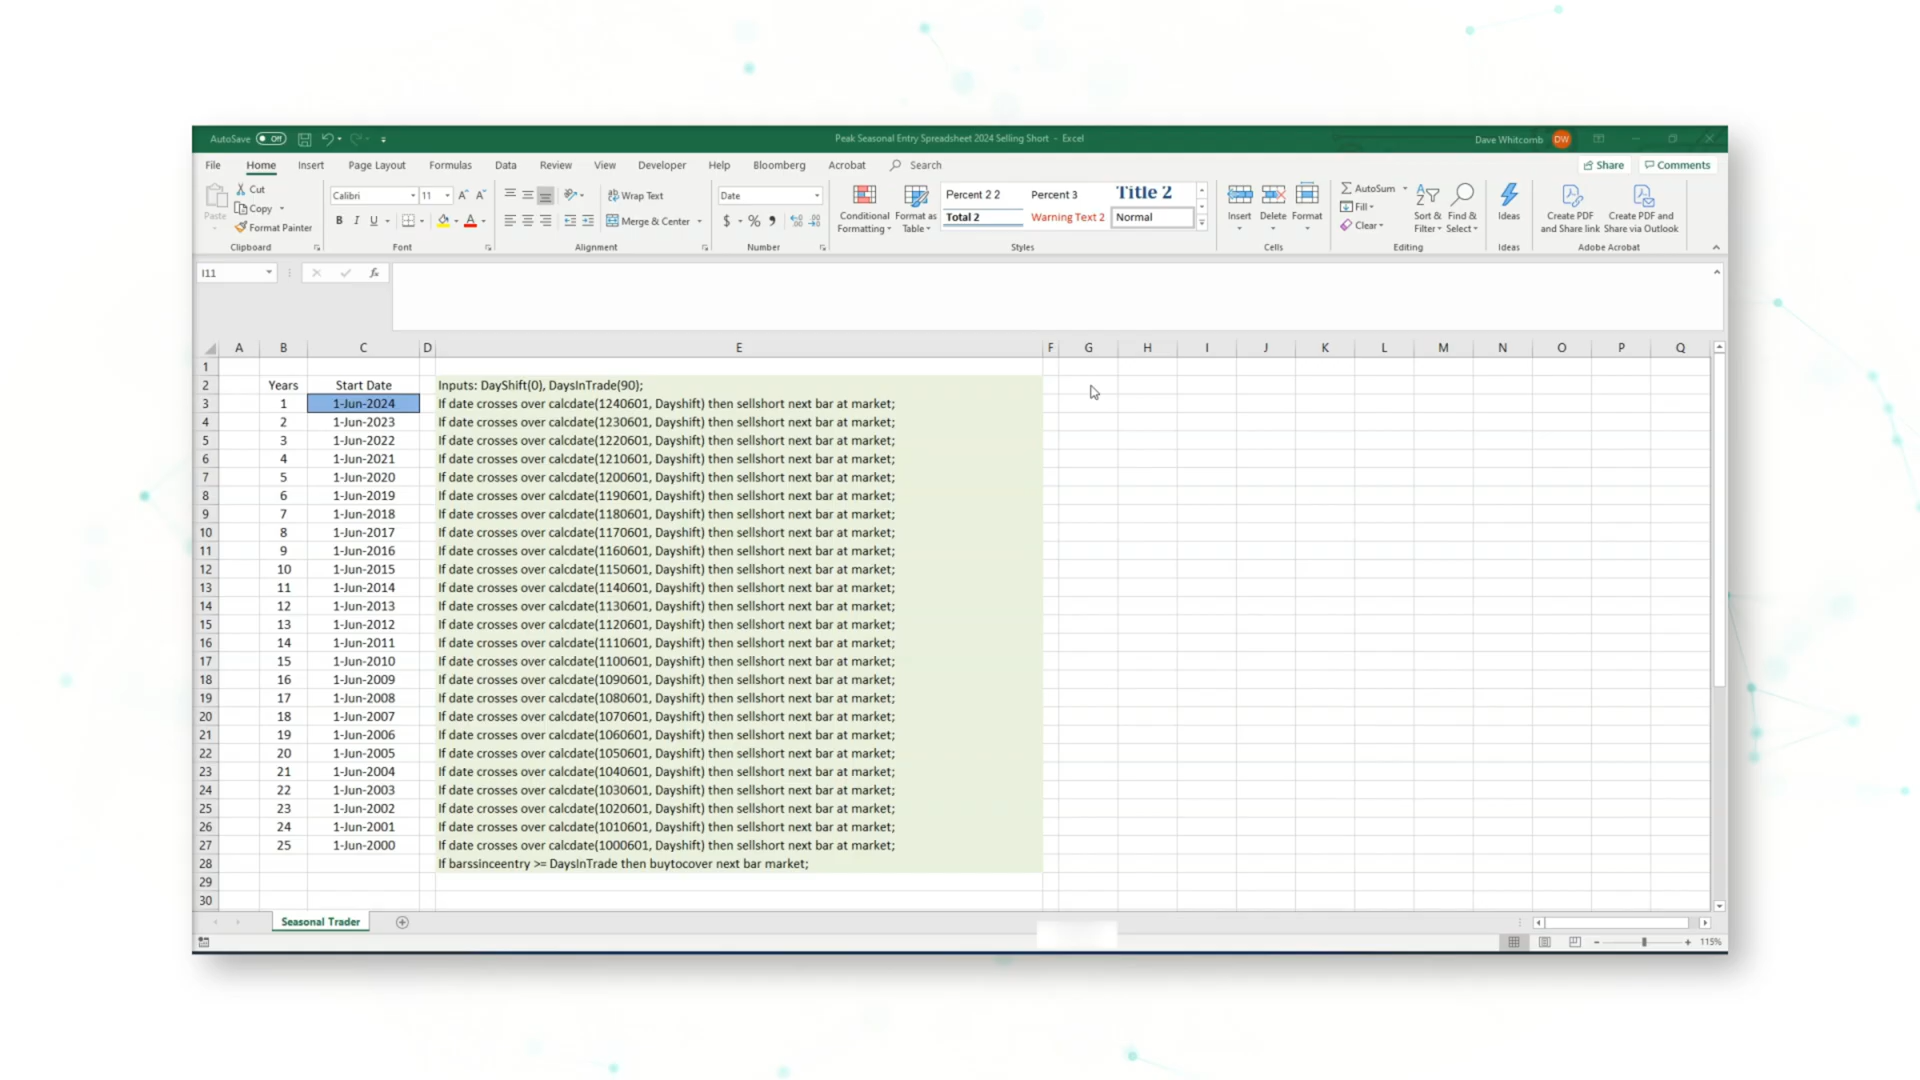 AutoSave Off
Peak Seasonal Entry Spreadsheet 2024 Selling Short - Excel
Dave Whitcomb DW
File Home Insert Page Layout Formulas Data Review View Developer Help Bloomberg Acrobat Search
Share Comments
Paste
Cut
Copy
Format Painter
Clipboard
Calibri 11
B I U
Font
Wrap Text
Merge & Center
Alignment
Date
$ % ,
Number
Conditional Formatting
Format as Table
Percent 2 2 Percent 3 Title 2
Total 2 Warning Text 2 Normal
Styles
Insert Delete Format
Cells
AutoSum
Fill
Clear
Sort & Filter
Find & Select
Editing
Ideas
Ideas
Create PDF and Share link
Create PDF and Share via Outlook
Adobe Acrobat
I11 fx
A B C D E F G H I J K L M N O P Q
1
2 Years Start Date Inputs: DayShift(0), DaysInTrade(90);
3 1 1-Jun-2024 If date crosses over calcdate(1240601, Dayshift) then sellshort next bar at market;
4 2 1-Jun-2023 If date crosses over calcdate(1230601, Dayshift) then sellshort next bar at market;
5 3 1-Jun-2022 If date crosses over calcdate(1220601, Dayshift) then sellshort next bar at market;
6 4 1-Jun-2021 If date crosses over calcdate(1210601, Dayshift) then sellshort next bar at market;
7 5 1-Jun-2020 If date crosses over calcdate(1200601, Dayshift) then sellshort next bar at market;
8 6 1-Jun-2019 If date crosses over calcdate(1190601, Dayshift) then sellshort next bar at market;
9 7 1-Jun-2018 If date crosses over calcdate(1180601, Dayshift) then sellshort next bar at market;
10 8 1-Jun-2017 If date crosses over calcdate(1170601, Dayshift) then sellshort next bar at market;
11 9 1-Jun-2016 If date crosses over calcdate(1160601, Dayshift) then sellshort next bar at market;
12 10 1-Jun-2015 If date crosses over calcdate(1150601, Dayshift) then sellshort next bar at market;
13 11 1-Jun-2014 If date crosses over calcdate(1140601, Dayshift) then sellshort next bar at market;
14 12 1-Jun-2013 If date crosses over calcdate(1130601, Dayshift) then sellshort next bar at market;
15 13 1-Jun-2012 If date crosses over calcdate(1120601, Dayshift) then sellshort next bar at market;
16 14 1-Jun-2011 If date crosses over calcdate(1110601, Dayshift) then sellshort next bar at market;
17 15 1-Jun-2010 If date crosses over calcdate(1100601, Dayshift) then sellshort next bar at market;
18 16 1-Jun-2009 If date crosses over calcdate(1090601, Dayshift) then sellshort next bar at market;
19 17 1-Jun-2008 If date crosses over calcdate(1080601, Dayshift) then sellshort next bar at market;
20 18 1-Jun-2007 If date crosses over calcdate(1070601, Dayshift) then sellshort next bar at market;
21 19 1-Jun-2006 If date crosses over calcdate(1060601, Dayshift) then sellshort next bar at market;
22 20 1-Jun-2005 If date crosses over calcdate(1050601, Dayshift) then sellshort next bar at market;
23 21 1-Jun-2004 If date crosses over calcdate(1040601, Dayshift) then sellshort next bar at market;
24 22 1-Jun-2003 If date crosses over calcdate(1030601, Dayshift) then sellshort next bar at market;
25 23 1-Jun-2002 If date crosses over calcdate(1020601, Dayshift) then sellshort next bar at market;
26 24 1-Jun-2001 If date crosses over calcdate(1010601, Dayshift) then sellshort next bar at market;
27 25 1-Jun-2000 If date crosses over calcdate(1000601, Dayshift) then sellshort next bar at market;
28 If barssinceentry >= DaysInTrade then buytocover next bar market;
29
30
Seasonal Trader
115%